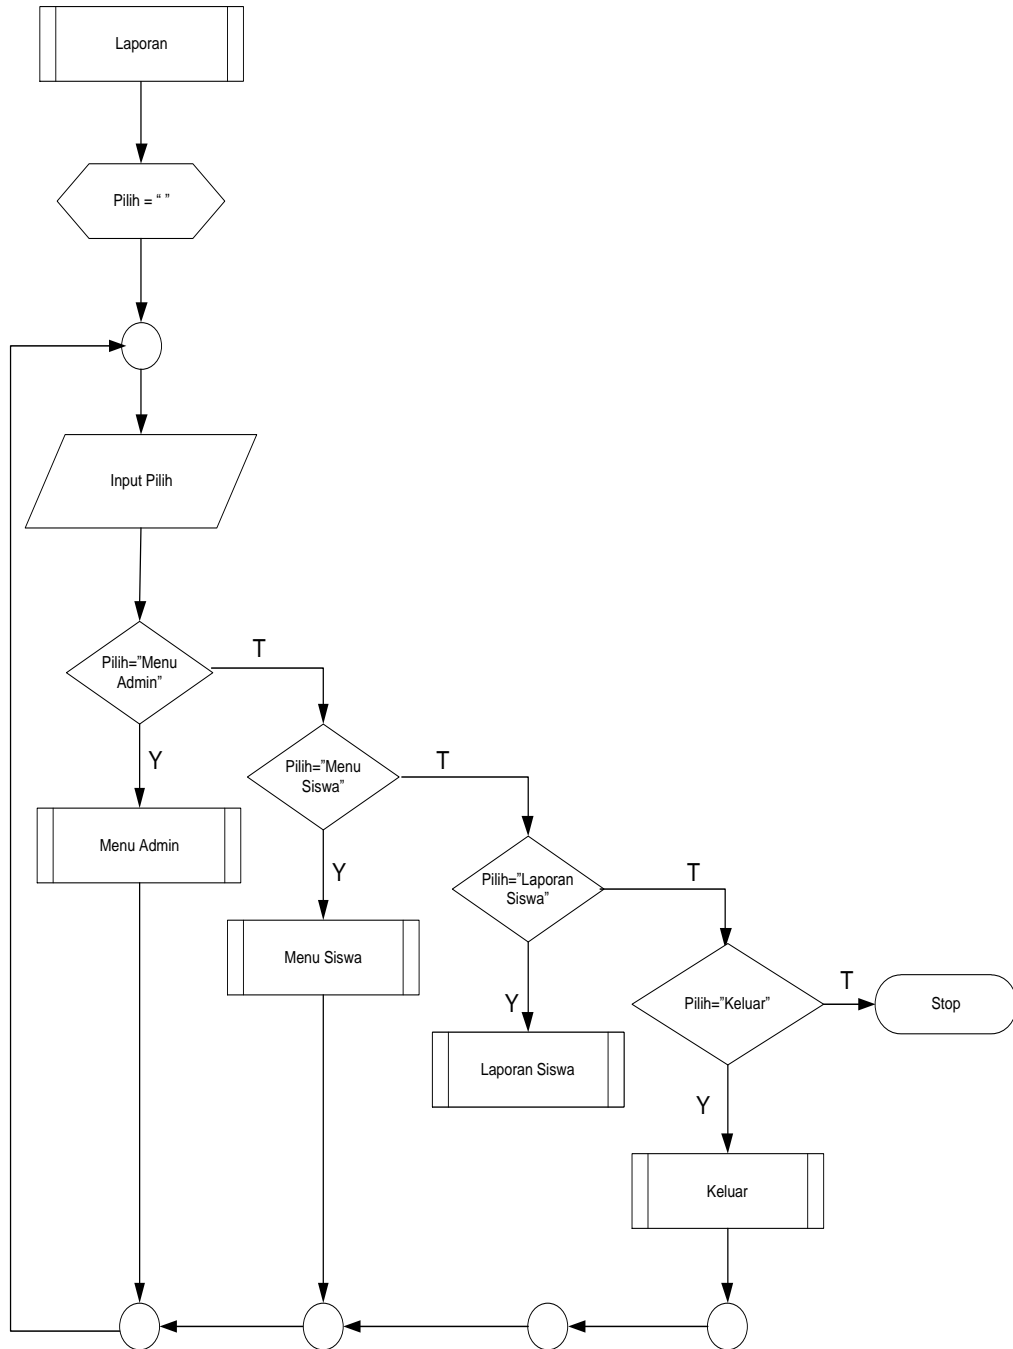 Laporan
Pilih = “ ”
Input Pilih
Pilih=”Menu
Admin”
T
Y
Menu Admin
Pilih=”Menu
Siswa”
T
Y
Menu Siswa
Pilih=”Laporan
Siswa”
T
Y
Laporan Siswa
Pilih=”Keluar”
T
Stop
Y
Keluar